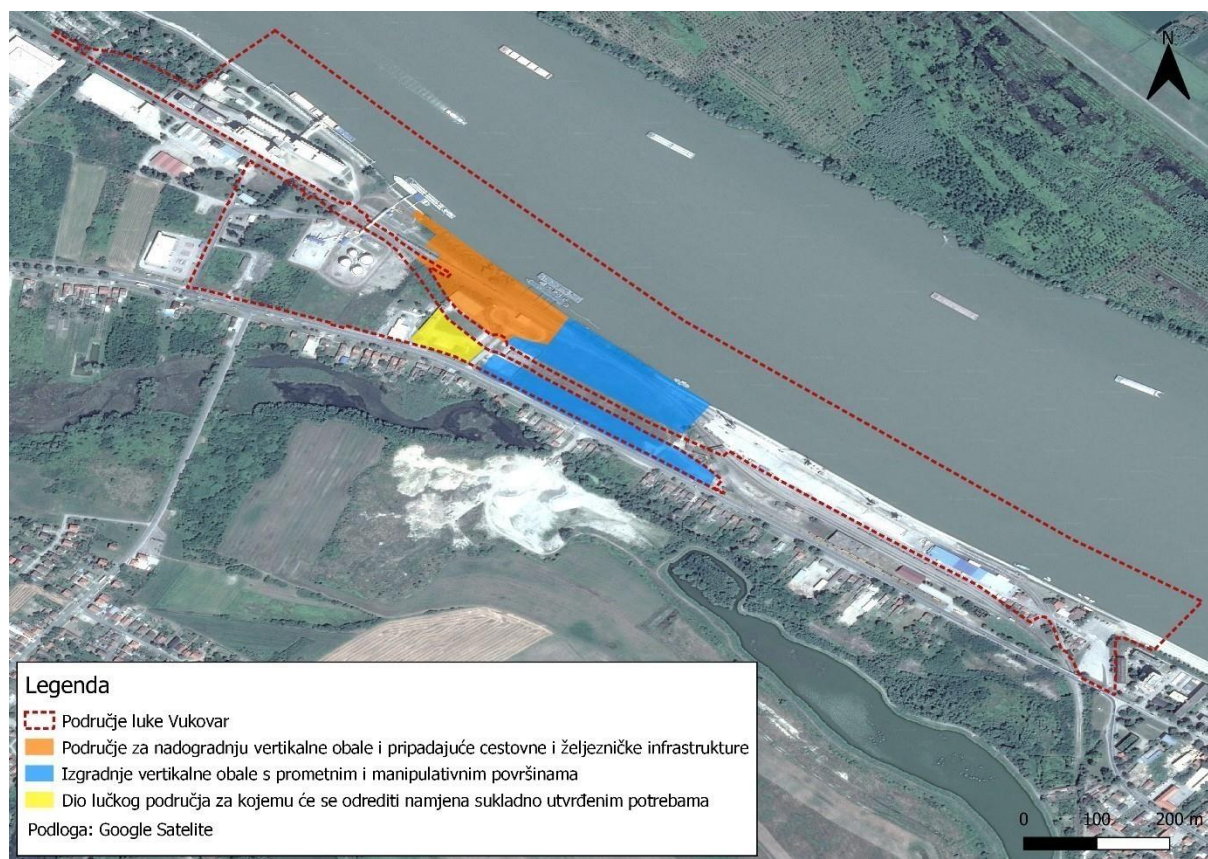 N
Legenda
Područje luke Vukovar
Područje za nadogradnju vertikalne obale i pripadajuće cestovne i željezničke infrastrukture
Izgradnje vertikalne obale s prometnim i manipulativnim površinama
Dio lučkog područja za kojemu će se odrediti namjena sukladno utvrđenim potrebama
Podloga: Google Satelite
0 100 200 m